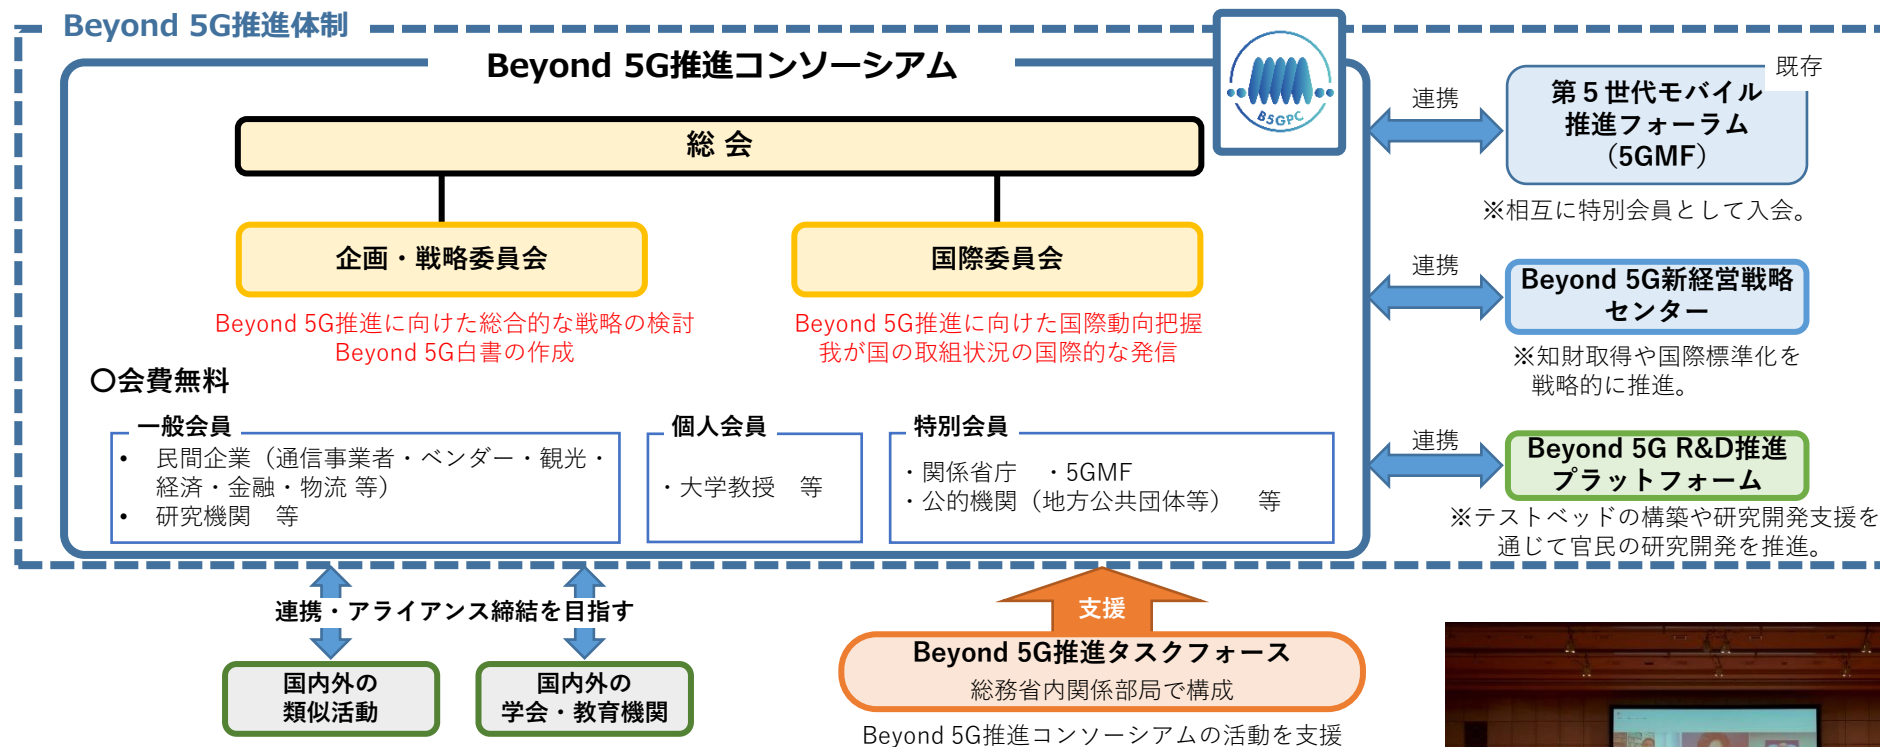 Beyond 5G推進体制
Beyond 5G推進コンソーシアム
B5GPC
総 会
企画・戦略委員会
Beyond 5G推進に向けた総合的な戦略の検討
Beyond 5G白書の作成
国際委員会
Beyond 5G推進に向けた国際動向把握
我が国の取組状況の国際的な発信
〇会費無料
一般会員
• 民間企業（通信事業者・ベンダー・観光・
経済・金融・物流 等）
• 研究機関 等
個人会員
・大学教授 等
特別会員
・関係省庁 ・5GMF
・公的機関（地方公共団体等） 等
連携
既存
第５世代モバイル
推進フォーラム
（5GMF）
※相互に特別会員として入会。
連携
Beyond 5G新経営戦略
センター
※知財取得や国際標準化を
戦略的に推進。
連携
Beyond 5G R&D推進
プラットフォーム
※テストベッドの構築や研究開発支援を
通じて官民の研究開発を推進。
連携・アライアンス締結を目指す
国内外の
類似活動
国内外の
学会・教育機関
支援
Beyond 5G推進タスクフォース
総務省内関係部局で構成
Beyond 5G推進コンソーシアムの活動を支援